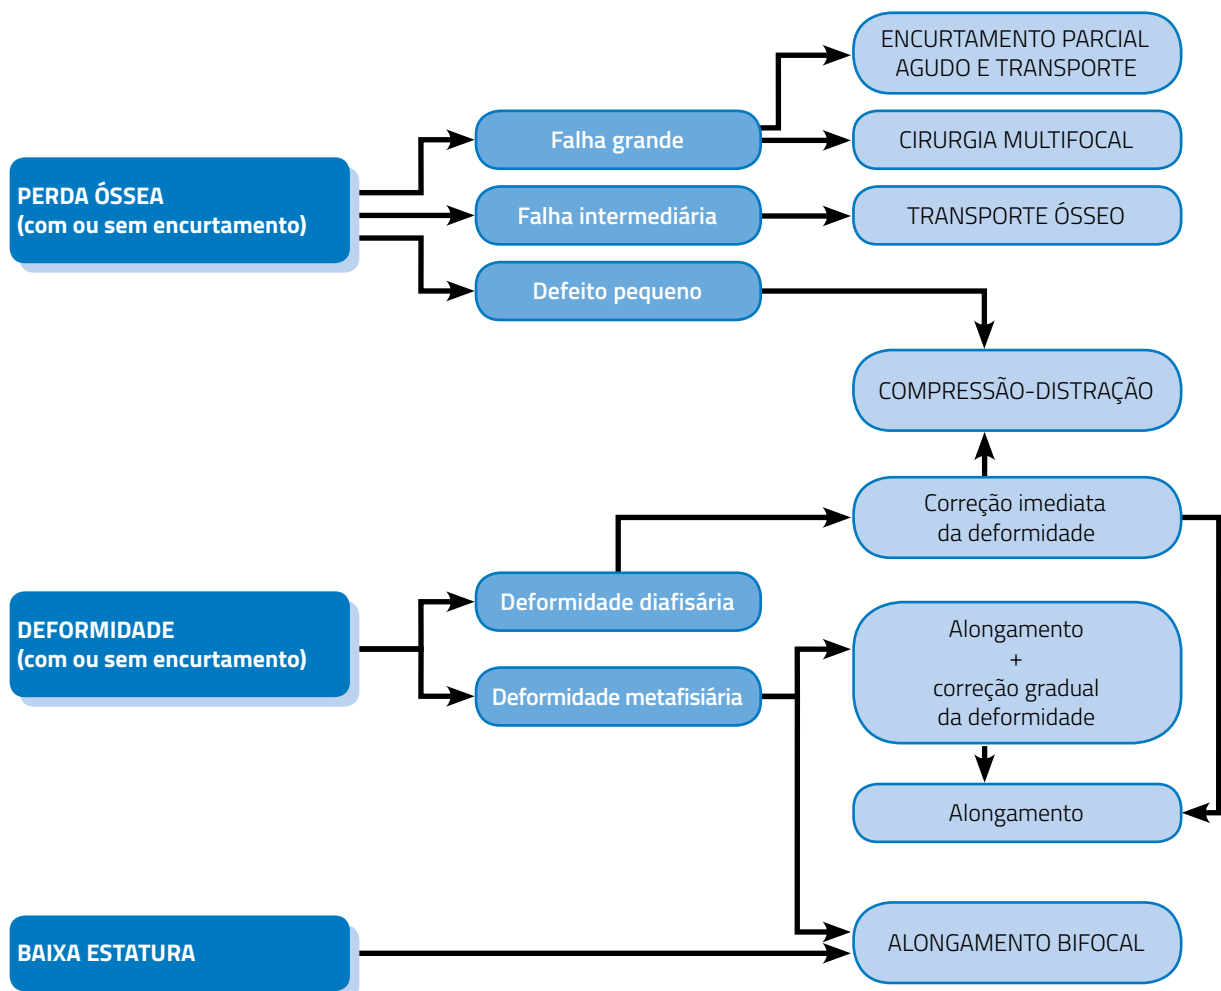 ENCURTAMENTO PARCIAL
AGUDO E TRANSPORTE
Falha grande
CIRURGIA MULTIFOCAL
PERDA ÓSSEA
(com ou sem encurtamento)
Falha intermediária
TRANSPORTE ÓSSEO
Defeito pequeno
COMPRESSÃO-DISTRAÇÃO
Correção imediata
da deformidade
DEFORMIDADE
(com ou sem encurtamento)
Deformidade diafisária
Deformidade metafisiária
Alongamento
+
correção gradual
da deformidade
Alongamento
BAIXA ESTATURA
ALONGAMENTO BIFOCAL